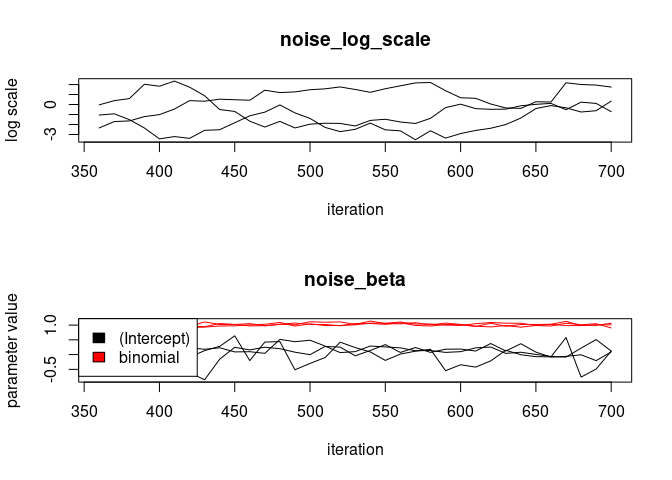 noise_log_scale
log scale
0
-3
350 400 450 500 550 600 650 700
iteration
noise_beta
parameter value
1.0
-0.5
(Intercept)
binomial
350 400 450 500 550 600 650 700
iteration